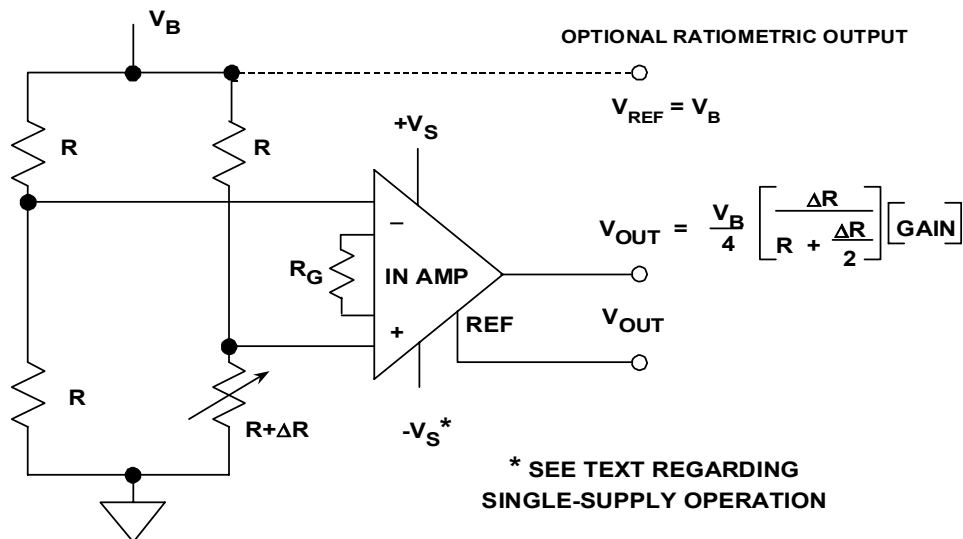 V_B
OPTIONAL RATIOMETRIC OUTPUT
V_REF = V_B
+V_S
R
R
−
R_G
IN AMP
+
REF
V_OUT = V_B/4 [ΔR / (R + ΔR/2)] [GAIN]
V_OUT
R
R+ΔR
-V_S*
* SEE TEXT REGARDING
SINGLE-SUPPLY OPERATION